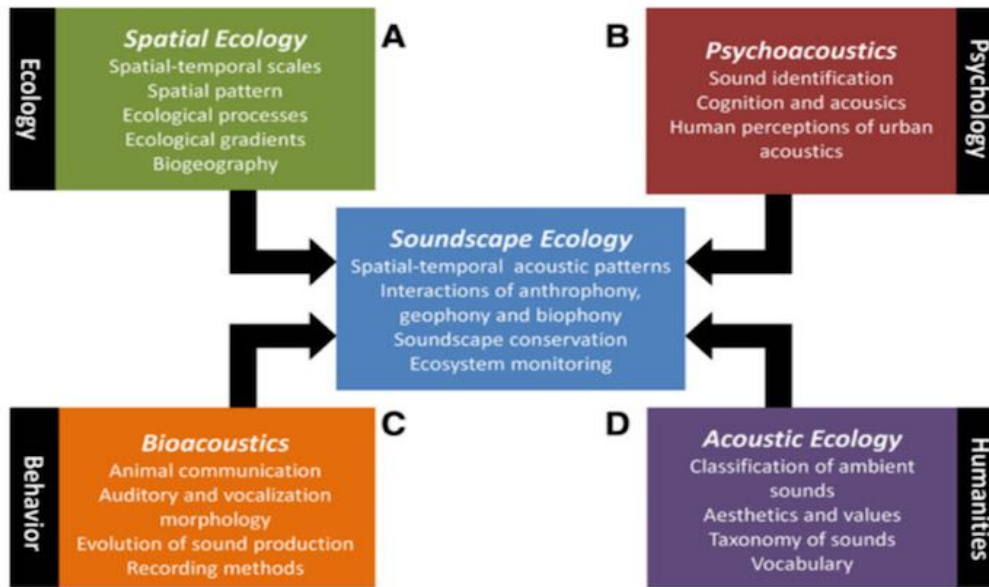 Ecology
Spatial Ecology
Spatial-temporal scales
Spatial pattern
Ecological processes
Ecological gradients
Biogeography
A
B
Psychoacoustics
Sound identification
Cognition and acousics
Human perceptions of urban
acoustics
Psychology
Soundscape Ecology
Spatial-temporal acoustic patterns
Interactions of anthrophony,
geophony and biophony
Soundscape conservation
Ecosystem monitoring
Behavior
Bioacoustics
Animal communication
Auditory and vocalization
morphology
Evolution of sound production
Recording methods
C
D
Acoustic Ecology
Classification of ambient
sounds
Aesthetics and values
Taxonomy of sounds
Vocabulary
Humanities